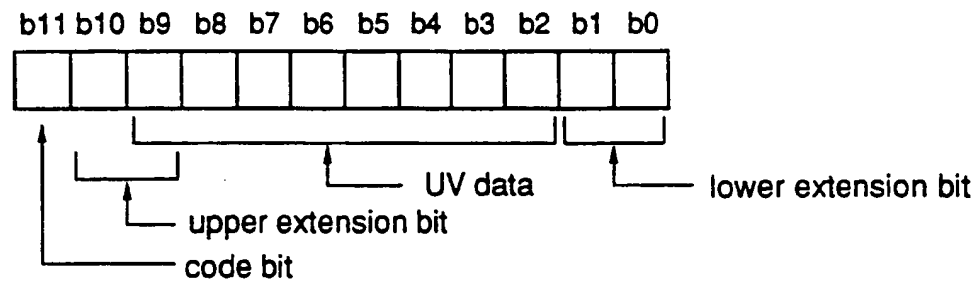 b11 b10 b9 b8 b7 b6 b5 b4 b3 b2 b1 b0
UV data
lower extension bit
upper extension bit
code bit